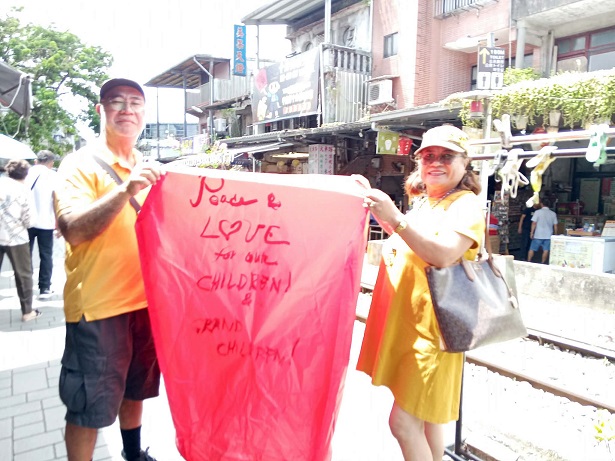 Peace &
LOVE
for our
CHILDREN!
&
GRAND
CHILDREN!